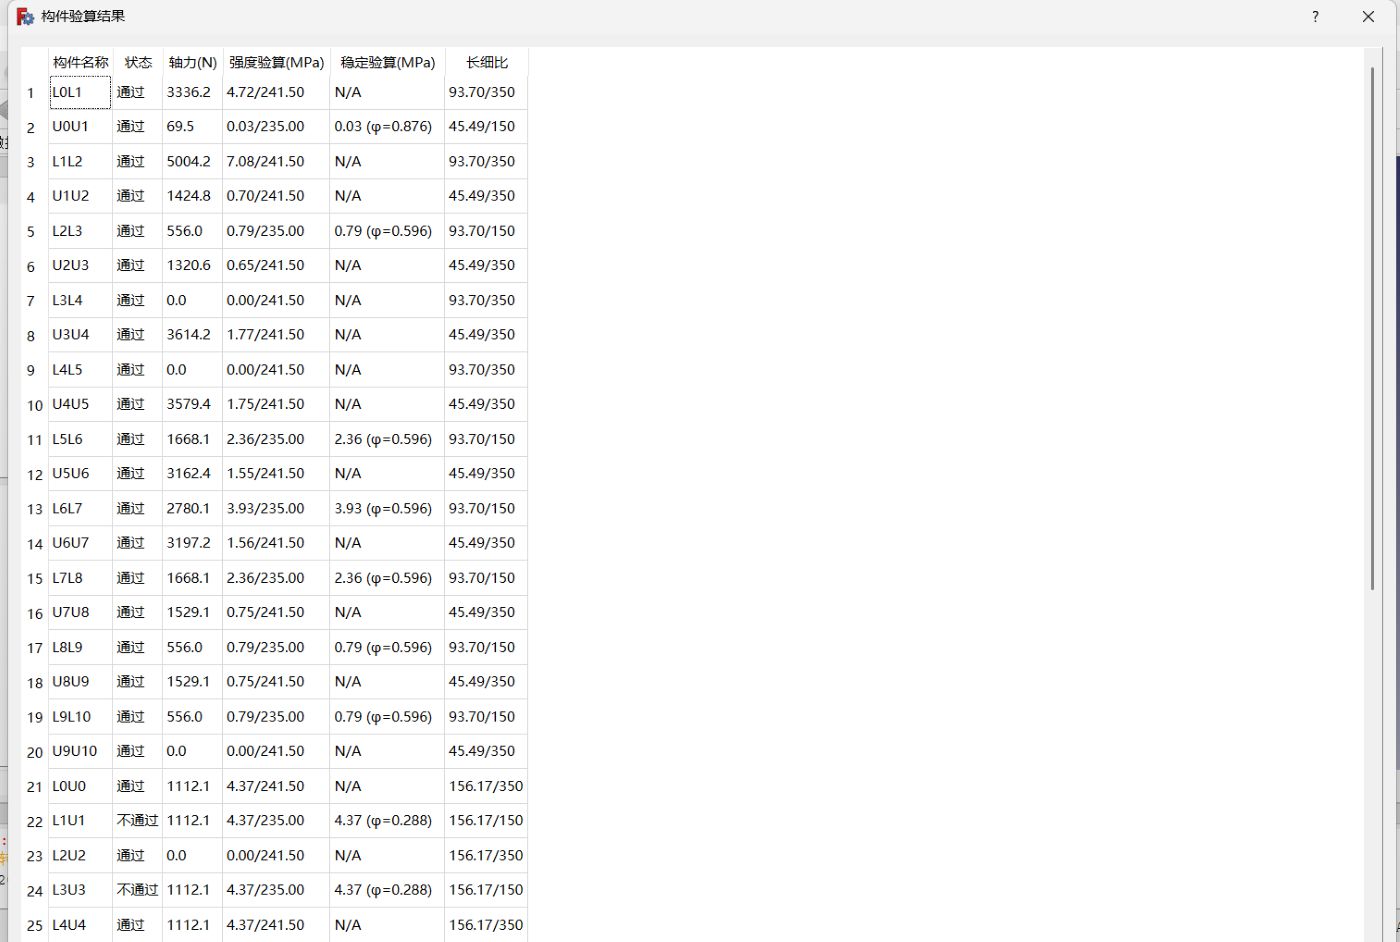 构件验算结果 ?
构件名称 状态 轴力(N) 强度验算(MPa) 稳定验算(MPa) 长细比
1 L0L1 通过 3336.2 4.72/241.50 N/A 93.70/350
2 U0U1 通过 69.5 0.03/235.00 0.03 (φ=0.876) 45.49/150
3 L1L2 通过 5004.2 7.08/241.50 N/A 93.70/350
4 U1U2 通过 1424.8 0.70/241.50 N/A 45.49/350
5 L2L3 通过 556.0 0.79/235.00 0.79 (φ=0.596) 93.70/150
6 U2U3 通过 1320.6 0.65/241.50 N/A 45.49/350
7 L3L4 通过 0.0 0.00/241.50 N/A 93.70/350
8 U3U4 通过 3614.2 1.77/241.50 N/A 45.49/350
9 L4L5 通过 0.0 0.00/241.50 N/A 93.70/350
10 U4U5 通过 3579.4 1.75/241.50 N/A 45.49/350
11 L5L6 通过 1668.1 2.36/235.00 2.36 (φ=0.596) 93.70/150
12 U5U6 通过 3162.4 1.55/241.50 N/A 45.49/350
13 L6L7 通过 2780.1 3.93/235.00 3.93 (φ=0.596) 93.70/150
14 U6U7 通过 3197.2 1.56/241.50 N/A 45.49/350
15 L7L8 通过 1668.1 2.36/235.00 2.36 (φ=0.596) 93.70/150
16 U7U8 通过 1529.1 0.75/241.50 N/A 45.49/350
17 L8L9 通过 556.0 0.79/235.00 0.79 (φ=0.596) 93.70/150
18 U8U9 通过 1529.1 0.75/241.50 N/A 45.49/350
19 L9L10 通过 556.0 0.79/235.00 0.79 (φ=0.596) 93.70/150
20 U9U10 通过 0.0 0.00/241.50 N/A 45.49/350
21 L0U0 通过 1112.1 4.37/241.50 N/A 156.17/350
22 L1U1 不通过 1112.1 4.37/235.00 4.37 (φ=0.288) 156.17/150
23 L2U2 通过 0.0 0.00/241.50 N/A 156.17/350
24 L3U3 不通过 1112.1 4.37/235.00 4.37 (φ=0.288) 156.17/150
25 L4U4 通过 1112.1 4.37/241.50 N/A 156.17/350